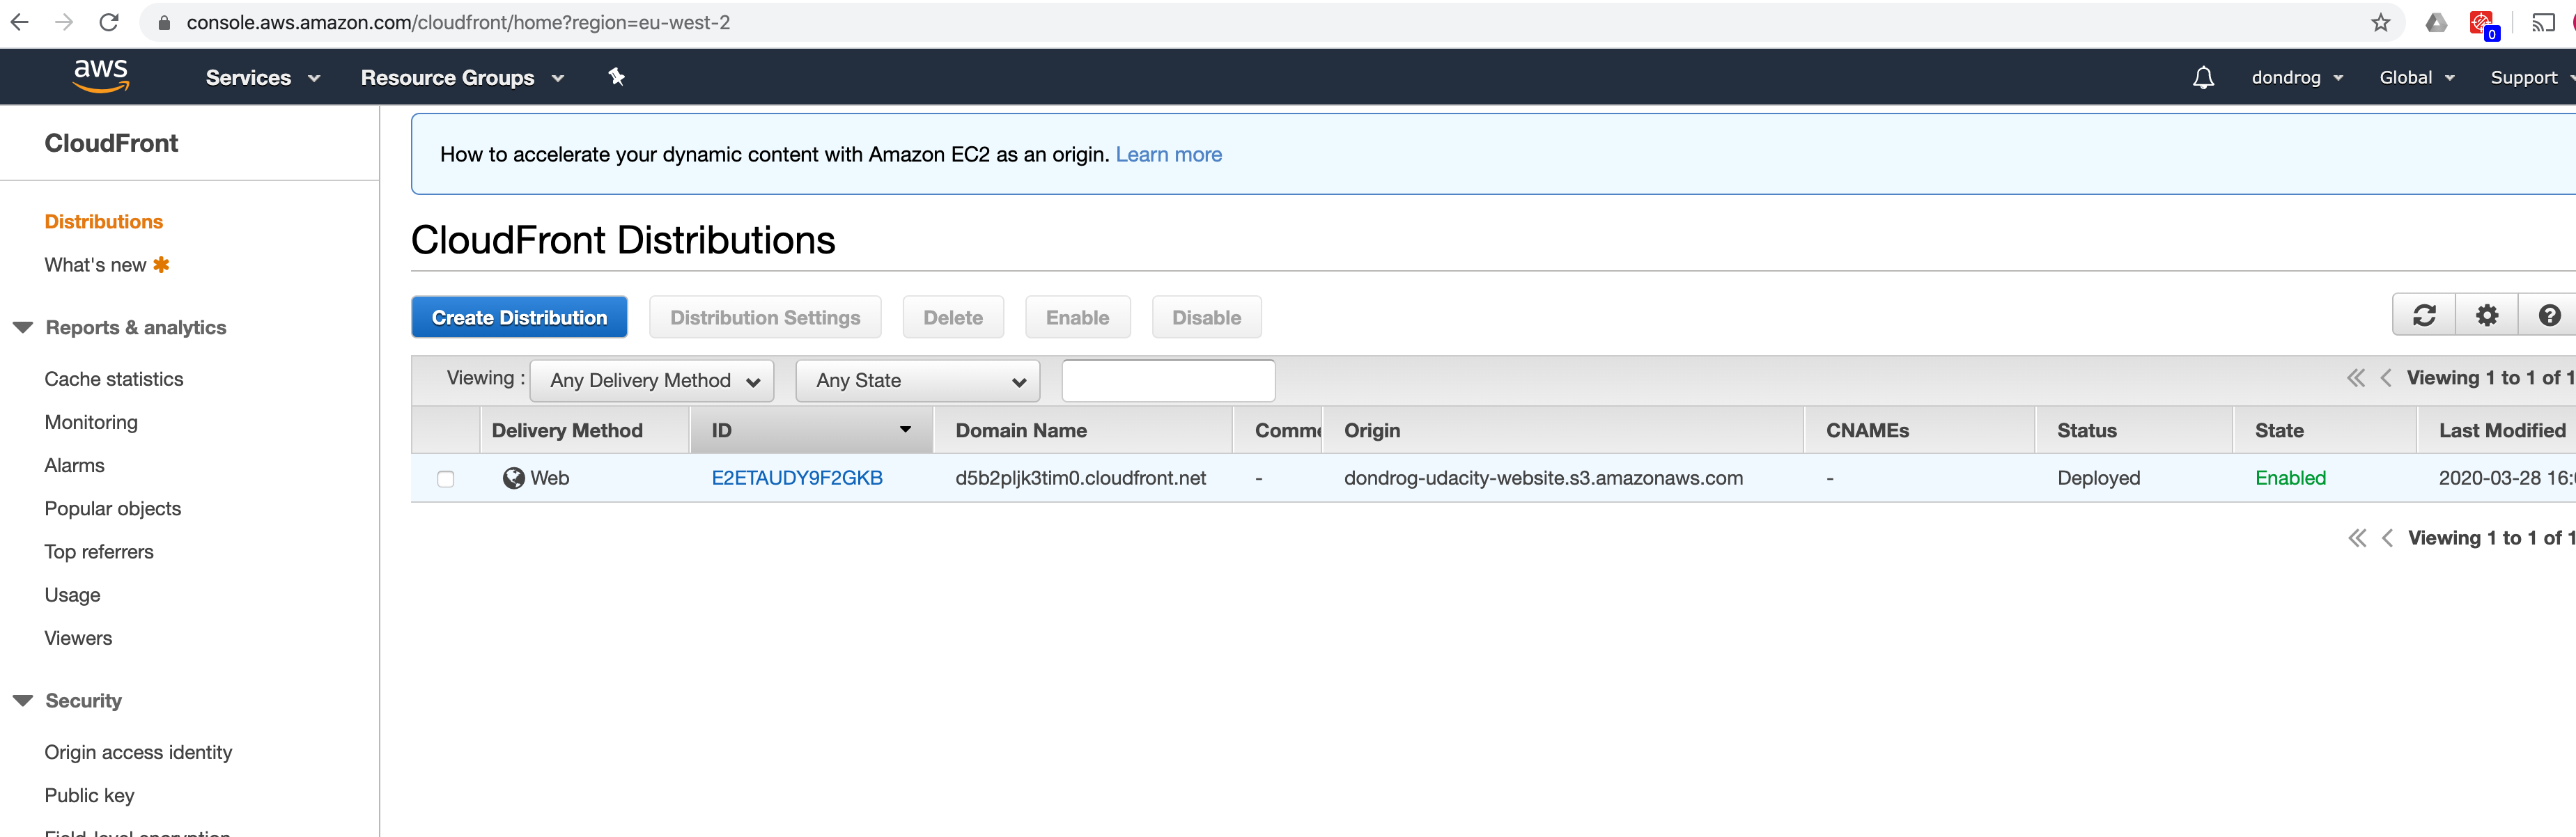 console.aws.amazon.com/cloudfront/home?region=eu-west-2
0
aws Services Resource Groups dondrog Global Support
CloudFront
Distributions
What's new
Reports & analytics
Cache statistics
Monitoring
Alarms
Popular objects
Top referrers
Usage
Viewers
Security
Origin access identity
Public key
Field-level encryption
How to accelerate your dynamic content with Amazon EC2 as an origin. Learn more
CloudFront Distributions
Create Distribution Distribution Settings Delete Enable Disable
Viewing : Any Delivery Method Any State Viewing 1 to 1 of 1
Delivery Method ID Domain Name Comme Origin CNAMEs Status State Last Modified
Web E2ETAUDY9F2GKB d5b2pljk3tim0.cloudfront.net - dondrog-udacity-website.s3.amazonaws.com - Deployed Enabled 2020-03-28 16:
Viewing 1 to 1 of 1